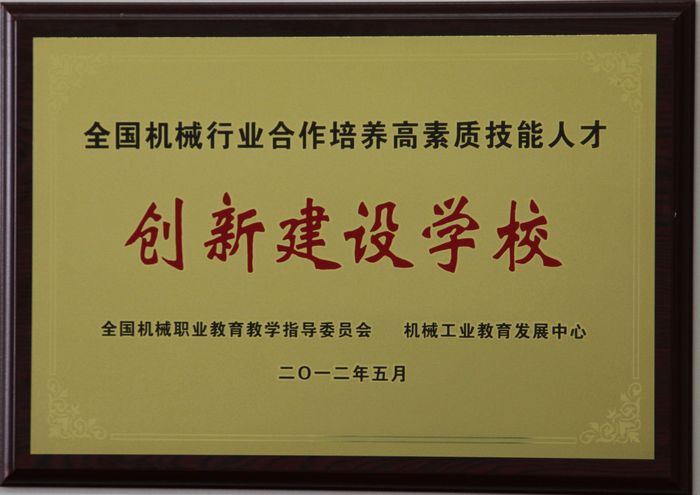 全国机械行业合作培养高素质技能人才
创新建设学校
全国机械职业教育教学指导委员会 机械工业教育发展中心
二〇一二年五月